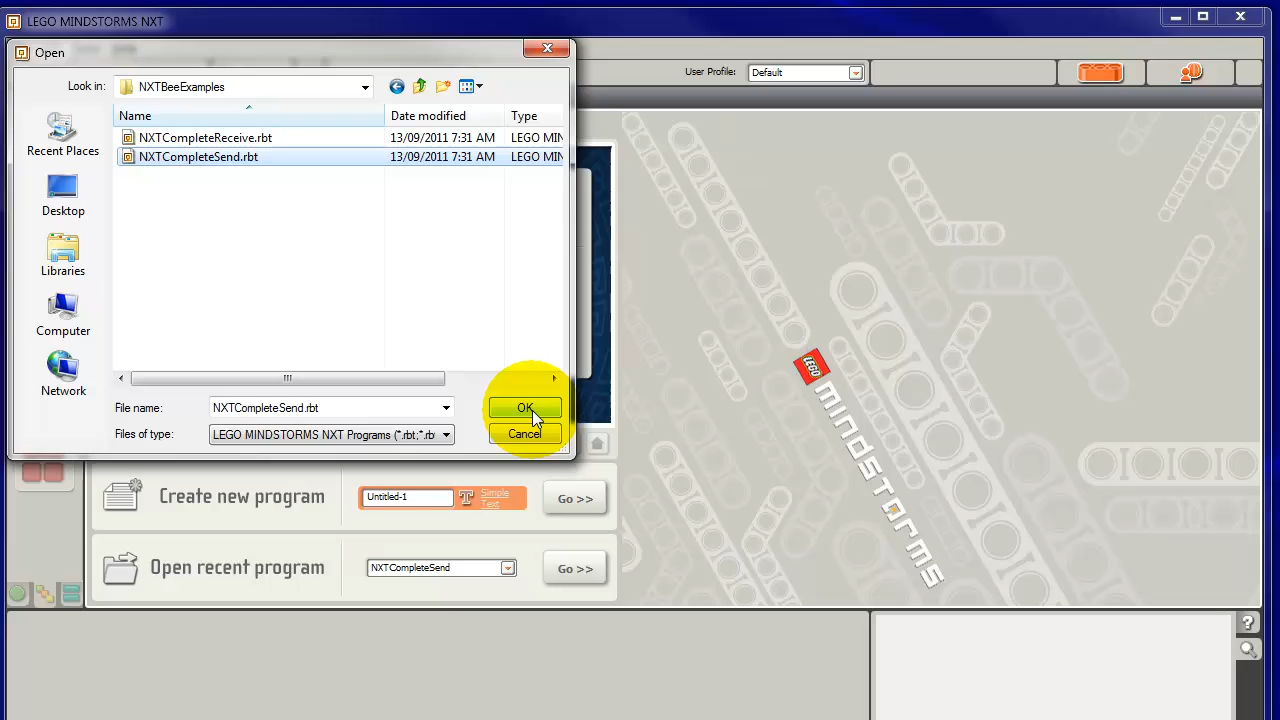 LEGO MINDSTORMS NXT
Open
Look in:
NXTBeeExamples
User Profile:
Default
Name
Date modified
Type
NXTCompleteReceive.rbt
13/09/2011 7:31 AM
LEGO MIN
NXTCompleteSend.rbt
13/09/2011 7:31 AM
LEGO MIN
Recent Places
Desktop
Libraries
Computer
Network
File name:
NXTCompleteSend.rbt
OK
Files of type:
LEGO MINDSTORMS NXT Programs (*.rbt;*.rb
Cancel
LEGO mindstorms
Create new program
Untitled-1
T
Simple
Text
Go >>
Open recent program
NXTCompleteSend
Go >>
?